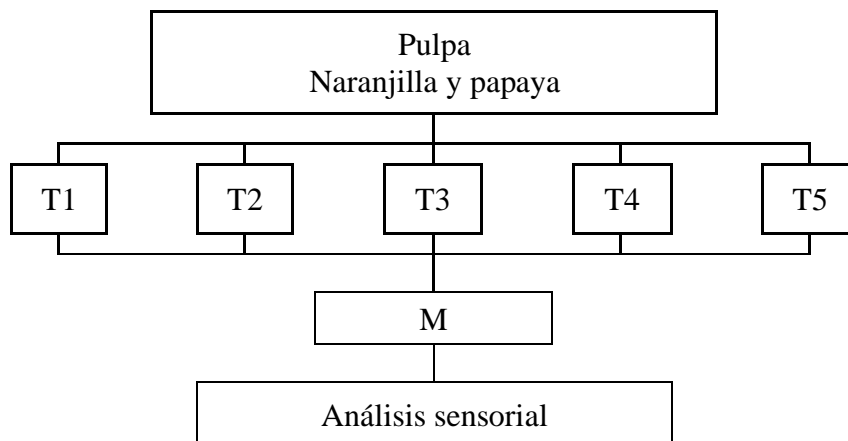 Pulpa
Naranjilla y papaya
T1 T2 T3 T4 T5
M
Análisis sensorial